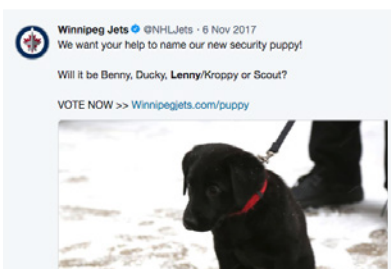 Winnipeg Jets @NHLJets · 6 Nov 2017
We want your help to name our new security puppy!
Will it be Benny, Ducky, Lenny/Kroppy or Scout?
VOTE NOW >> Winnipegjets.com/puppy